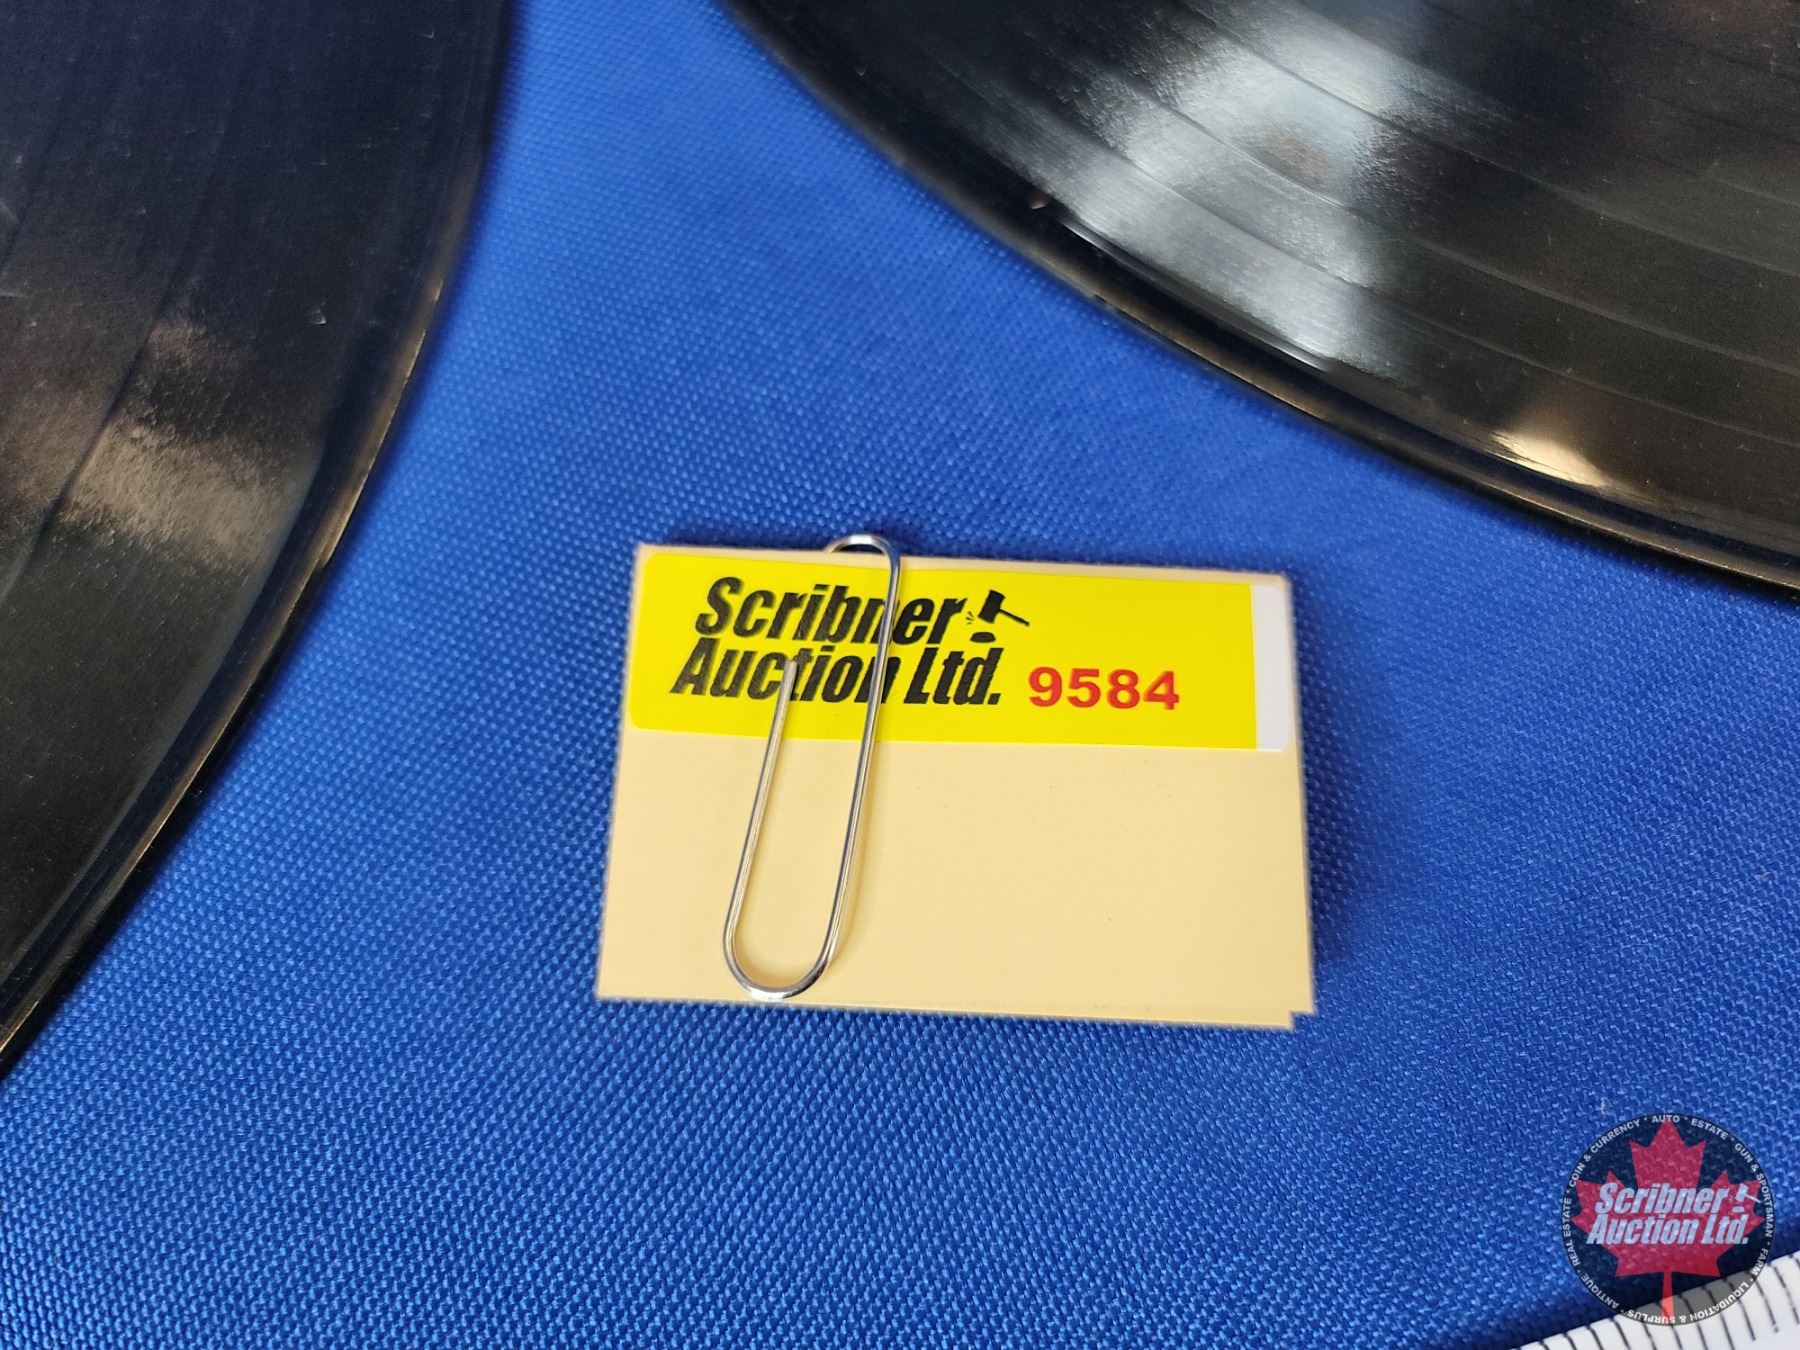 Scribner
Auction Ltd. 9584
COIN & CURRENCY · AUTO · ESTATE · GUN & SPORTSMAN · FARM · LIQUIDATION & SURPLUS · ANTIQUE REAL ESTATE ·
Scribner
Auction Ltd.